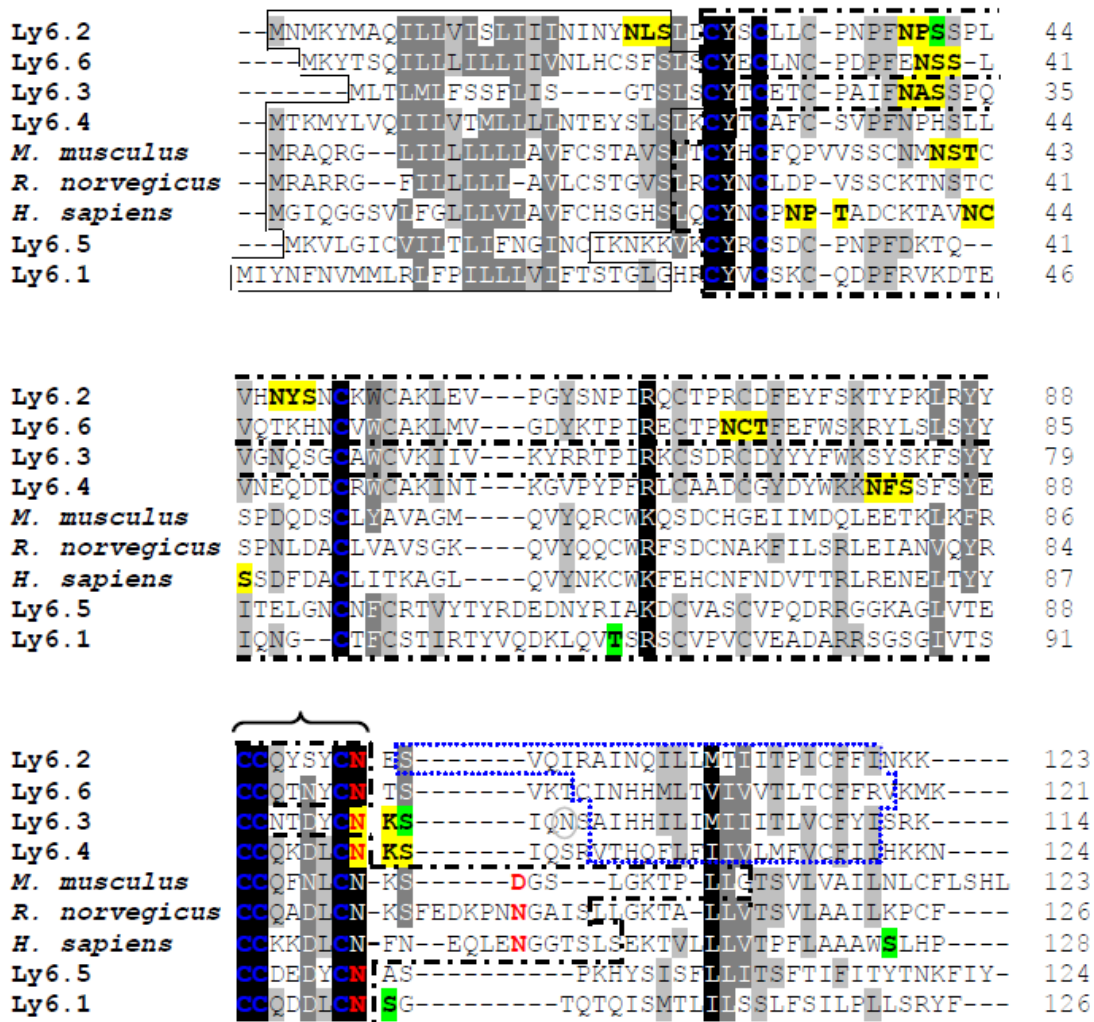 Ly6.2 --MNMKYMAQILLVISLIIININYNLSLICYSCLLC-PNPFNPSSPL 44
Ly6.6 ----MKYTSQILLLILLIIVNLHCSFSLSCYECLNC-PDPFENSS-L 41
Ly6.3 -------MLTLMLFSSFLIS----GTSLSCYTCETC-PAIFNASSPQ 35
Ly6.4 --MTKMYLVQIILVTMLLLLNTEYSLSLKCYTCAFC-SVPFNPHSLL 44
M. musculus --MRAQRG--LILLLLLLAVFCSTAVSLTCYHCFQPVVSSCNMNSTC 43
R. norvegicus --MRARRG--FILLLLL-AVLCSTGVSLRCYNCLDP-VSSCKTNSTC 41
H. sapiens --MGIQGGSVLFGLLLVLAVFCHSGHSLQCYNCPNP-TADCKTAVNC 44
Ly6.5 ---MKVLGICVILTLIFNGINCIKNKKVKCYRCSDC-PNPFDKTQ-- 41
Ly6.1 MIYNFNVMMLRLFPILLLVIFTSTGLGHRCYVCSKC-QDPFRVKDTE 46
Ly6.2 VHNYSNCKWCAKLEV---PGYSNPIRQCTPRCDFEYFSKTYPKLRYY 88
Ly6.6 VQTKHNCVWCAKLMV---GDYKTPIRECTPNCTFEFWSKRYLSLSYY 85
Ly6.3 VGNQSGCAWCVKIIV---KYRRTPIRKCSDRCDYYYFWKSYSKFSYY 79
Ly6.4 VNEQDDCRWCAKINI---KGVPYPFRLCAADCGYDYWKKNFSSFSYE 88
M. musculus SPDQDSCLYAVAGM----QVYQRCWKQSDCHGEIIMDQLEETKLKFR 86
R. norvegicus SPNLDACLVAVSGK----QVYQQCWRFSDCNAKFILSRLEIANVQYR 84
H. sapiens SSDFDACLITKAGL----QVYNKCWKFEHCNFNDVTTRLRENELTYY 87
Ly6.5 ITELGNCNFCRTVYTYRDEDNYRIAKDCVASCVPQDRRGGKAGLVTE 88
Ly6.1 IQNG--CTFCSTIRTYVQDKLQVTSRSCVPVCVEADARRSGSGIVTS 91
Ly6.2 CCQYSYCN ES-------VQIRAINQILLMTIITPICFFINKK----- 123
Ly6.6 CCQTNYCN TS-------VKTCINHHMLTVIVVTLTCFFRVKMK---- 121
Ly6.3 CCNTDYCN KS-------IQNSAIHHILIMIIITLVCFYLSRK----- 114
Ly6.4 CCQKDLCN KS-------IQSRVTHQFLFIIVLMFVCFILHKKN---- 124
M. musculus CCQFNLCN-KS------DGS---LGKTP-LLGTSVLVAILNLCFLSHL 123
R. norvegicus CCQADLCN-KSFEDKPNNGAISLLGKTA-LLVTSVLAAILKPCF---- 126
H. sapiens CCKKDLCN-FN--EQLENGGTSLSEKTVLLLVTPFLAAAWSLHP---- 128
Ly6.5 CCDEDYCN AS----------PKHYSISFLLITSFTIFITYTNKFIY- 124
Ly6.1 CCQDDLCN SG---------TQTQISMTLILSSLFSILPLLSRYF--- 126